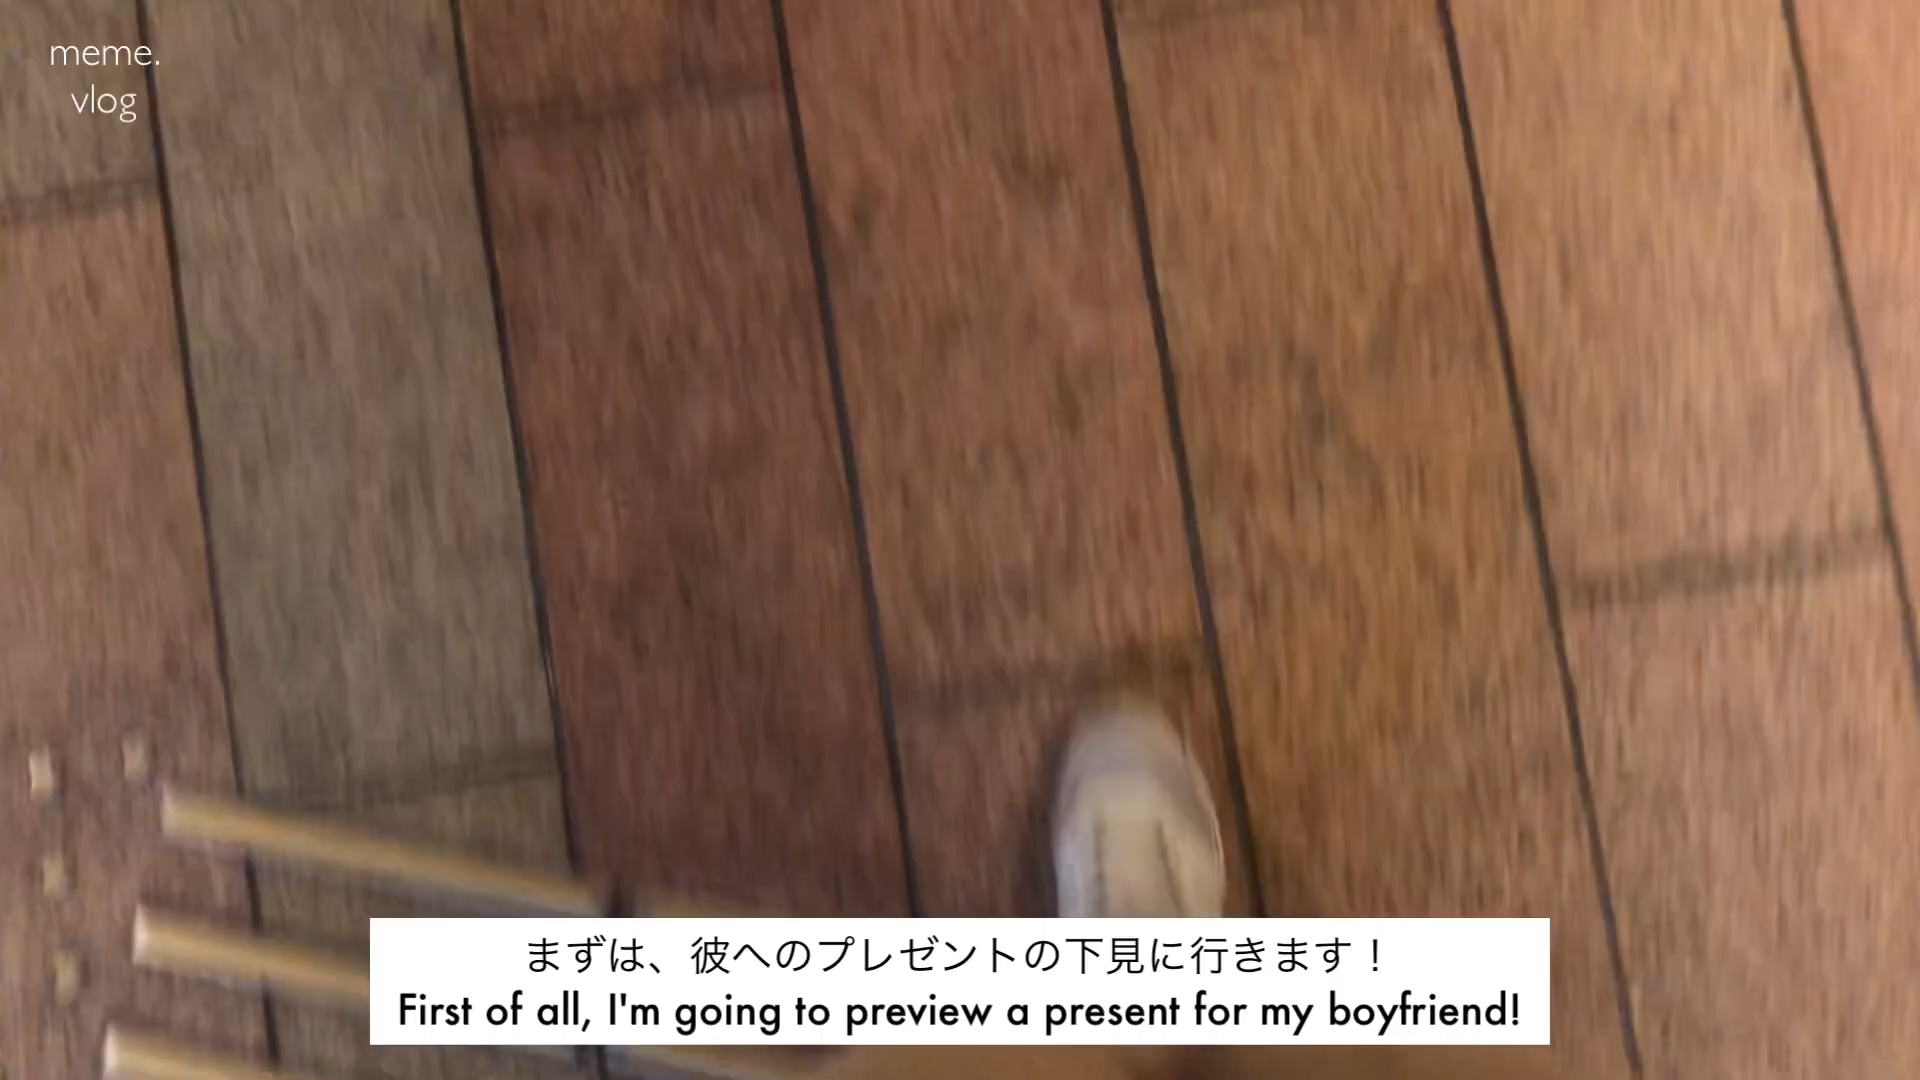 meme.
vlog
まずは、彼へのプレゼントの下見に行きます！
First of all, I'm going to preview a present for my boyfriend!